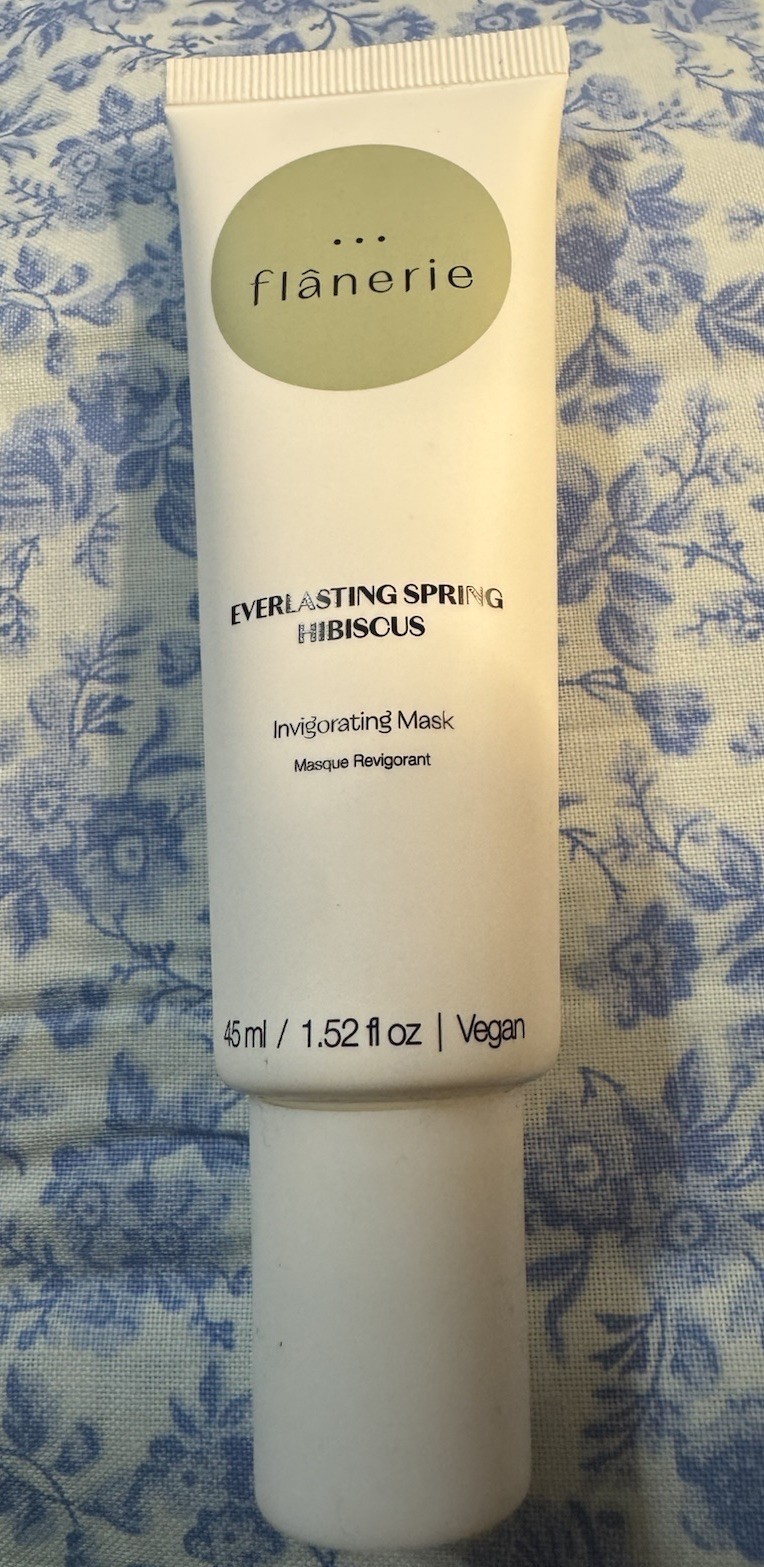 flânerie
EVERLASTING SPRING
HIBISCUS
Invigorating Mask
Masque Revigorant
45 ml / 1.52 fl oz | Vegan